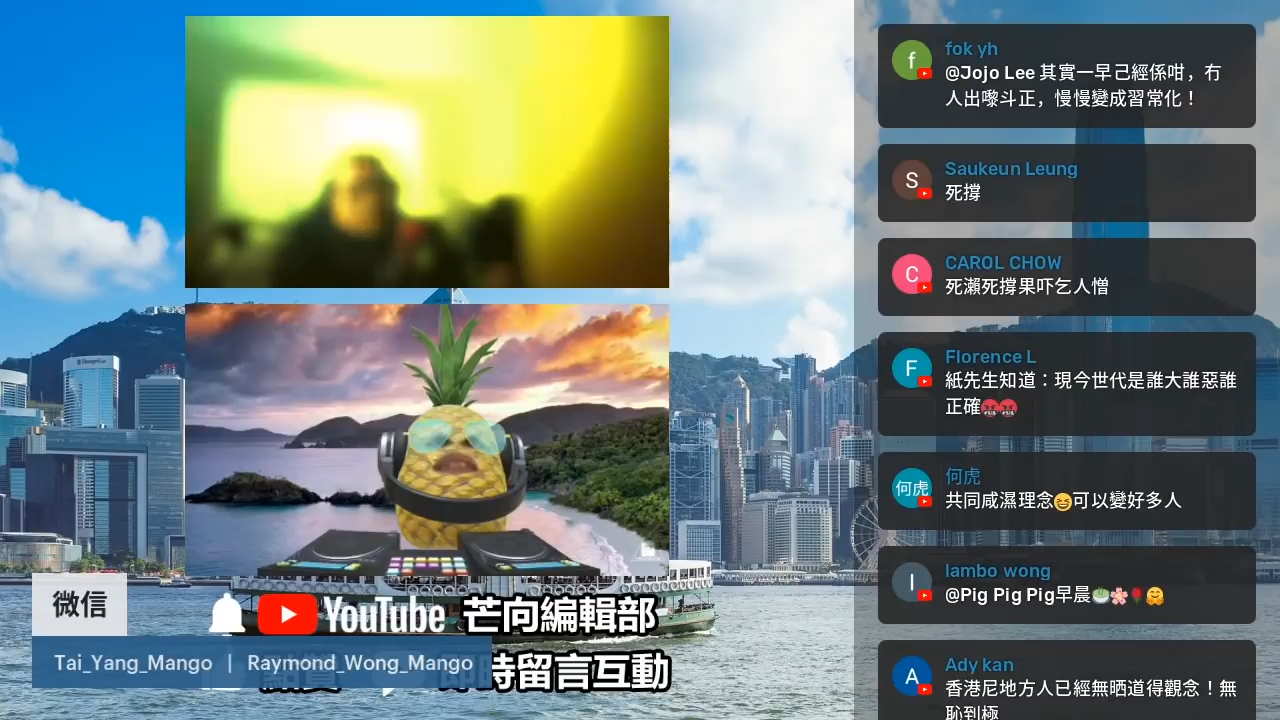 fok yh
@Jojo Lee 其實一早己經係咁，冇
人出嚟斗正，慢慢變成習常化！
Saukeun Leung
死撐
CAROL CHOW
死瀨死撐果吓乞人憎
Florence L
紙先生知道：現今世代是誰大誰惡誰
正確
何虎
共同咸濕理念😆可以變好多人
lambo wong
@Pig Pig Pig早晨
Ady kan
香港尼地方人已經無晒道得觀念！無
恥到極
微信
Tai_Yang_Mango | Raymond_Wong_Mango
YouTube 芒向編輯部
即時留言互動